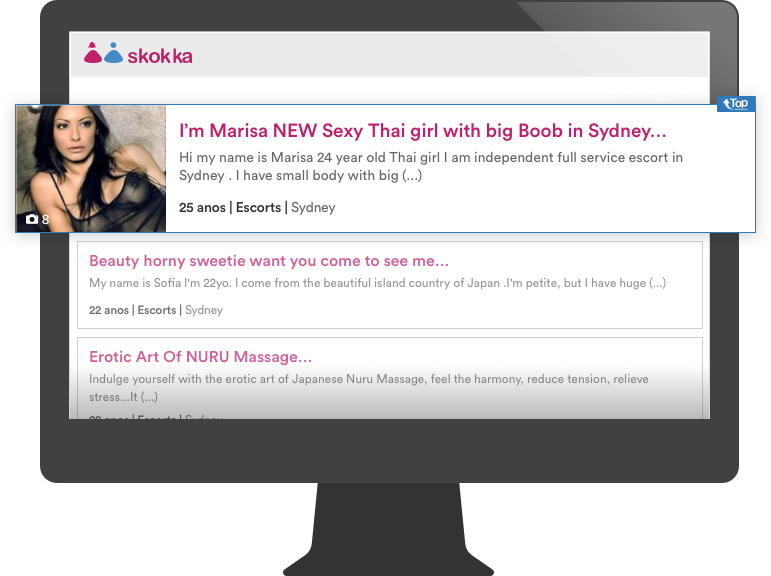 skokka
Top
I'm Marisa NEW Sexy Thai girl with big Boob in Sydney...
Hi my name is Marisa 24 year old Thai girl I am independent full service escort in
Sydney . I have small body with big (...)
25 anos | Escorts | Sydney
8
Beauty horny sweetie want you come to see me...
My name is Sofia I'm 22yo. I come from the beautiful island country of Japan .I'm petite, but I have huge (...)
22 anos | Escorts | Sydney
Erotic Art Of NURU Massage...
Indulge yourself with the erotic art of Japanese Nuru Massage, feel the harmony, reduce tension, relieve
stress...It (...)
anos | Escorts | Sydney